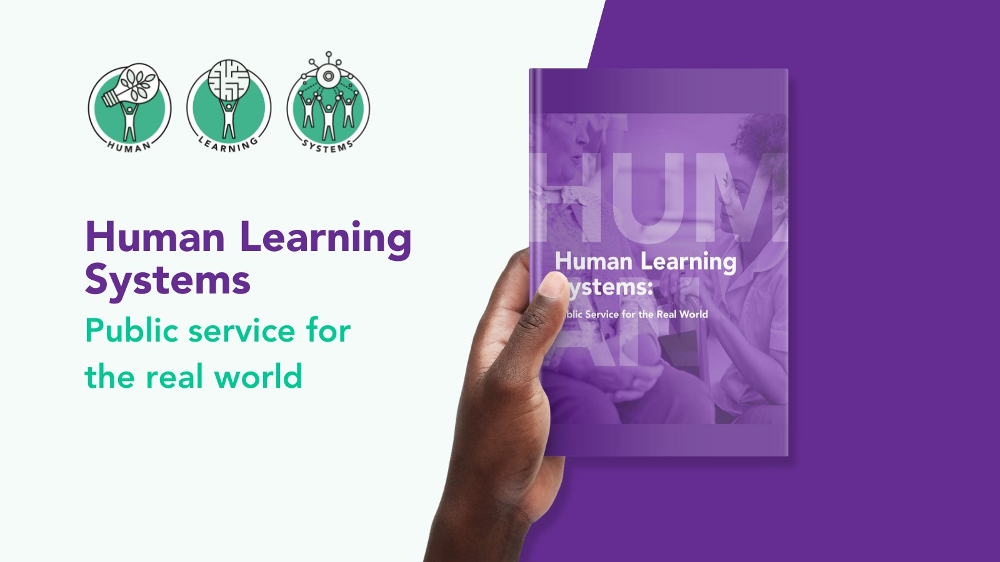 HUMAN
LEARNING
SYSTEMS
Human Learning
Systems
Public service for
the real world
HUM
AN
Human Learning
ystems:
blic Service for the Real World